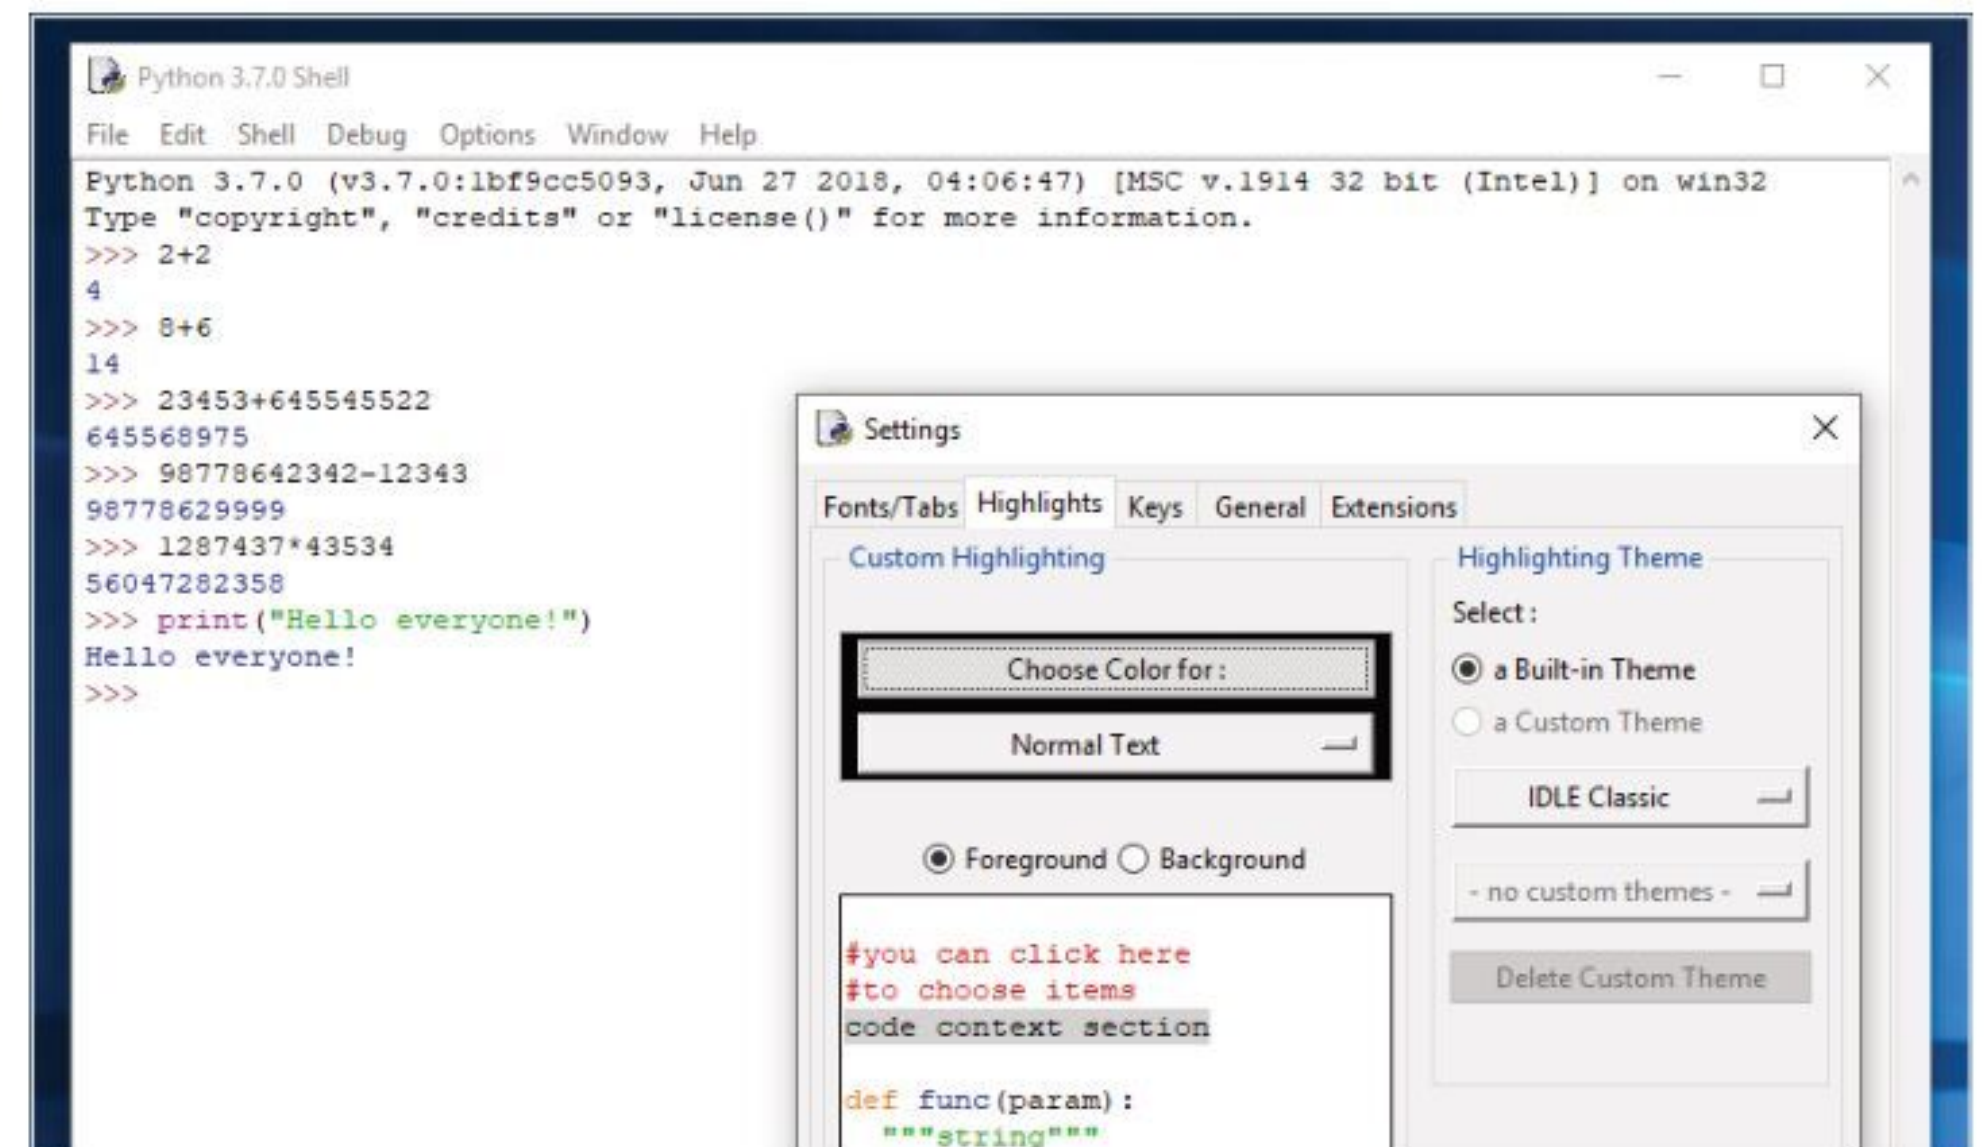 Python 3.7.0 Shell
File Edit Shell Debug Options Window Help
Python 3.7.0 (v3.7.0:1bf9cc5093, Jun 27 2018, 04:06:47) [MSC v.1914 32 bit (Intel)] on win32
Type "copyright", "credits" or "license()" for more information.
>>> 2+2
4
>>> 8+6
14
>>> 23453+645545522
645568975
>>> 98778642342-12343
98778629999
>>> 1287437*43534
56047282358
>>> print("Hello everyone!")
Hello everyone!
>>>
Settings
Fonts/Tabs Highlights Keys General Extensions
Custom Highlighting
Choose Color for :
Normal Text
Foreground Background
#you can click here
#to choose items
code context section
def func(param):
"""string"""
Highlighting Theme
Select :
a Built-in Theme
a Custom Theme
IDLE Classic
- no custom themes -
Delete Custom Theme